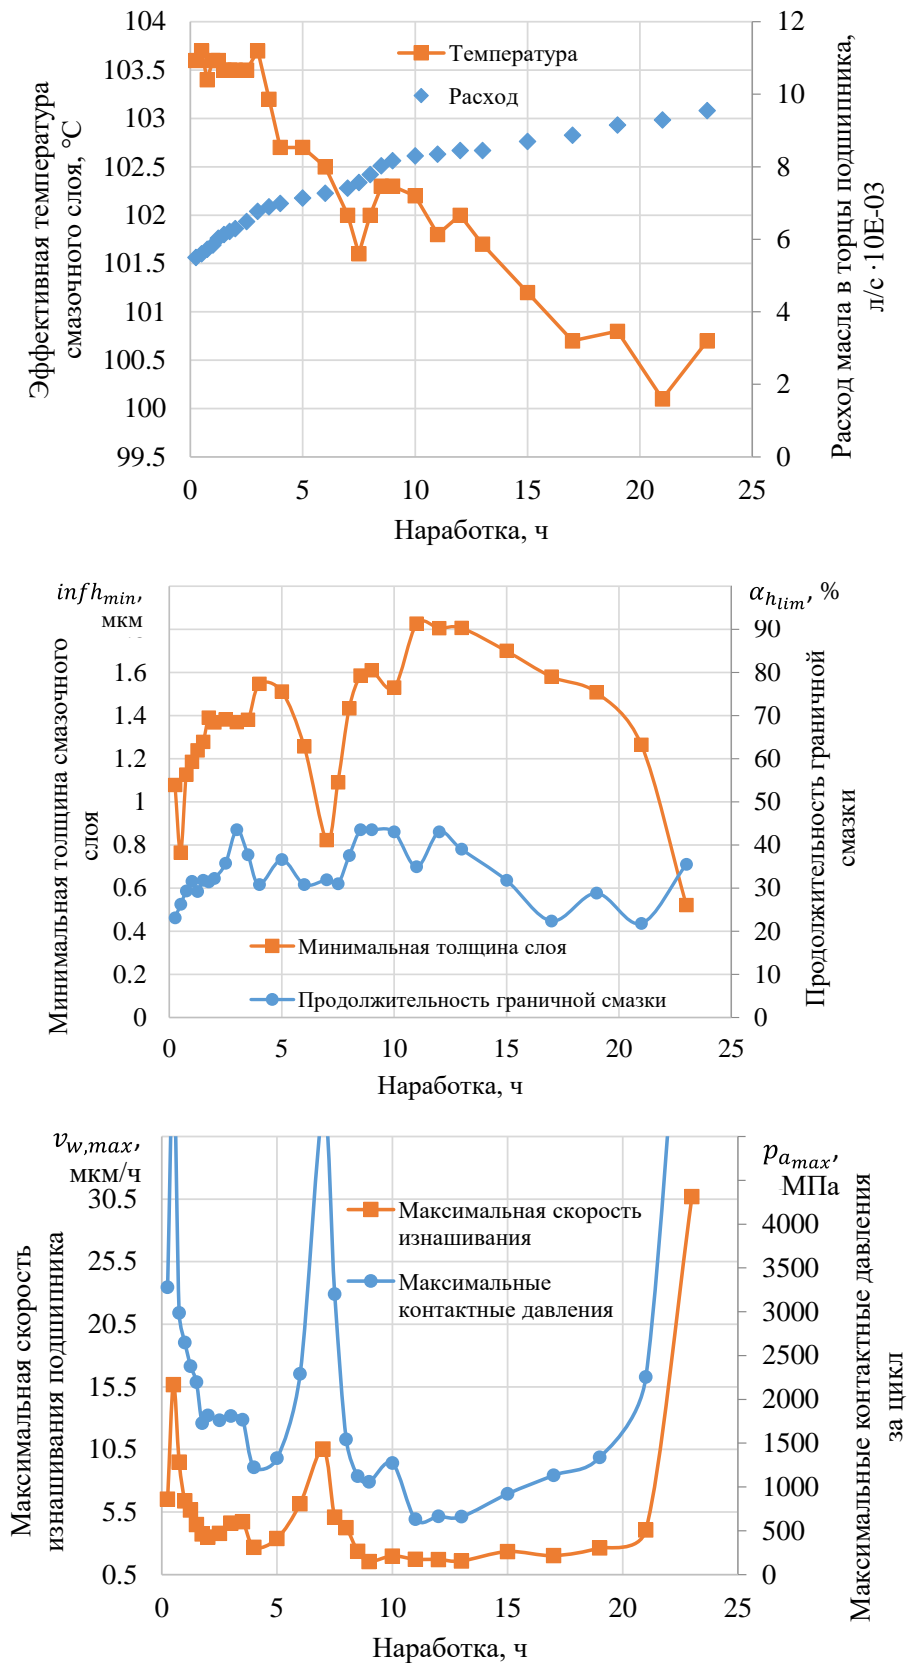 Эффективная температура
смазочного слоя, °C
104
103.5
103
102.5
102
101.5
101
100.5
100
99.5
Температура
Расход
12
10
8
6
4
2
0
Расход масла в торцы подшипника,
л/с ·10E-03
0 5 10 15 20 25
Наработка, ч
infh_min,
мкм
Минимальная толщина смазочного
слоя
1.6
1.4
1.2
1
0.8
0.6
0.4
0.2
0
Минимальная толщина слоя
Продолжительность граничной смазки
α_h_lim, %
90
80
70
60
50
40
30
20
10
0
Продолжительность граничной
смазки
0 5 10 15 20 25
Наработка, ч
v_w,max,
мкм/ч
Максимальная скорость
изнашивания подшипника
30.5
25.5
20.5
15.5
10.5
5.5
0.5
Максимальная скорость
изнашивания
Максимальные
контактные давления
p_a_max,
МПа
4000
3500
3000
2500
2000
1500
1000
500
0
Максимальные контактные давления
за цикл
0 5 10 15 20 25
Наработка, ч